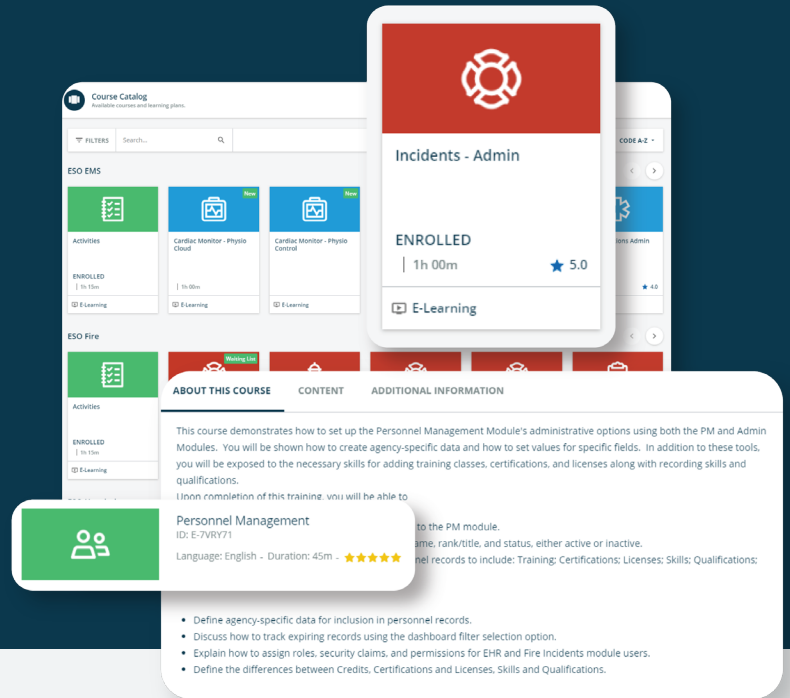 Course Catalog
Available courses and learning plans.
FILTERS
Search...
CODE A-Z
ESO EMS
Activities
ENROLLED
1h 15m
E-Learning
New
Cardiac Monitor - Physio
Cloud
1h 00m
E-Learning
New
Cardiac Monitor - Physio
Control
E-Learning
Incidents - Admin
ENROLLED
1h 00m
5.0
E-Learning
ions Admin
4.0
ESO Fire
Activities
ENROLLED
1h 15m
E-Learning
Waiting List
ABOUT THIS COURSE
CONTENT
ADDITIONAL INFORMATION
This course demonstrates how to set up the Personnel Management Module's administrative options using both the PM and Admin
Modules. You will be shown how to create agency-specific data and how to set values for specific fields. In addition to these tools,
you will be exposed to the necessary skills for adding training classes, certifications, and licenses along with recording skills and
qualifications.
Upon completion of this training, you will be able to
to the PM module.
ame, rank/title, and status, either active or inactive.
nel records to include: Training; Certifications; Licenses; Skills; Qualifications;
Personnel Management
ID: E-7VRY71
Language: English - Duration: 45m -
• Define agency-specific data for inclusion in personnel records.
• Discuss how to track expiring records using the dashboard filter selection option.
• Explain how to assign roles, security claims, and permissions for EHR and Fire Incidents module users.
• Define the differences between Credits, Certifications and Licenses, Skills and Qualifications.